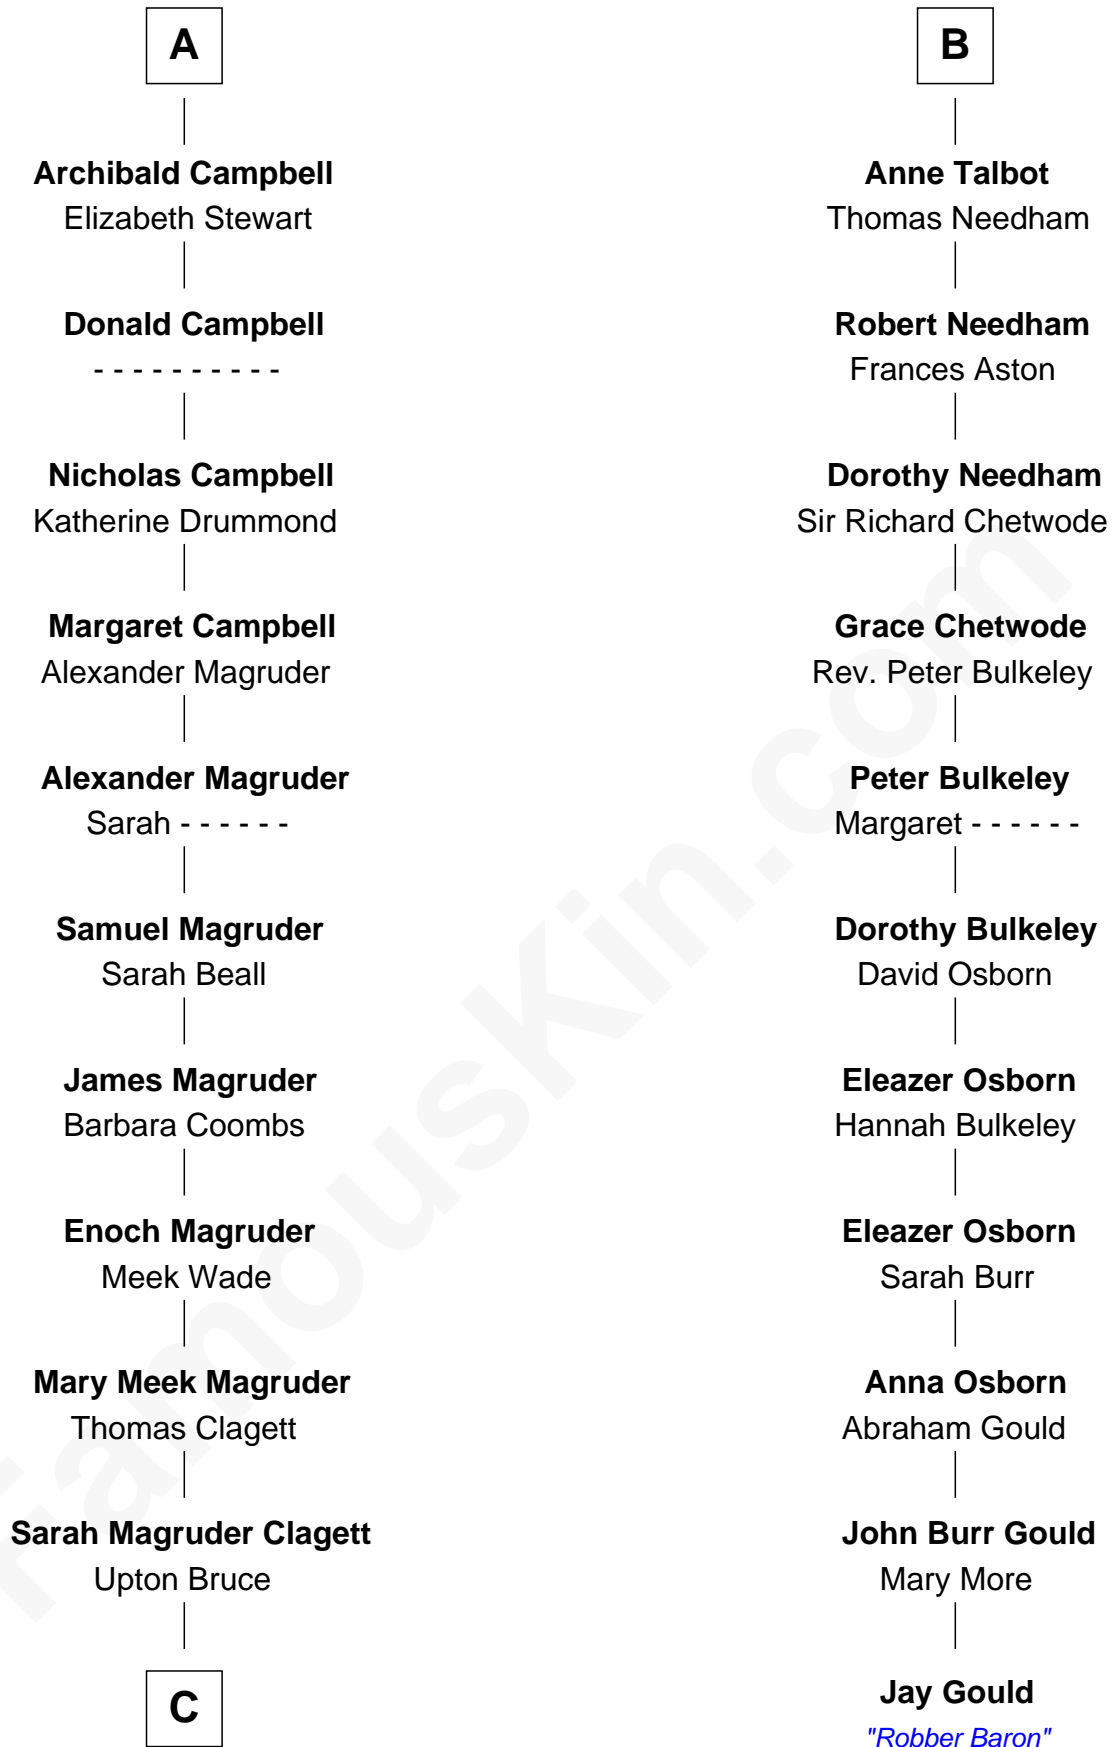 A
Archibald Campbell
Elizabeth Stewart
Donald Campbell
- - - - - - - - - -
Nicholas Campbell
Katherine Drummond
Margaret Campbell
Alexander Magruder
Alexander Magruder
Sarah - - - - - -
Samuel Magruder
Sarah Beall
James Magruder
Barbara Coombs
Enoch Magruder
Meek Wade
Mary Meek Magruder
Thomas Clagett
Sarah Magruder Clagett
Upton Bruce
C
B
Anne Talbot
Thomas Needham
Robert Needham
Frances Aston
Dorothy Needham
Sir Richard Chetwode
Grace Chetwode
Rev. Peter Bulkeley
Peter Bulkeley
Margaret - - - - - -
Dorothy Bulkeley
David Osborn
Eleazer Osborn
Hannah Bulkeley
Eleazer Osborn
Sarah Burr
Anna Osborn
Abraham Gould
John Burr Gould
Mary More
Jay Gould
"Robber Baron"
FamousKin.com